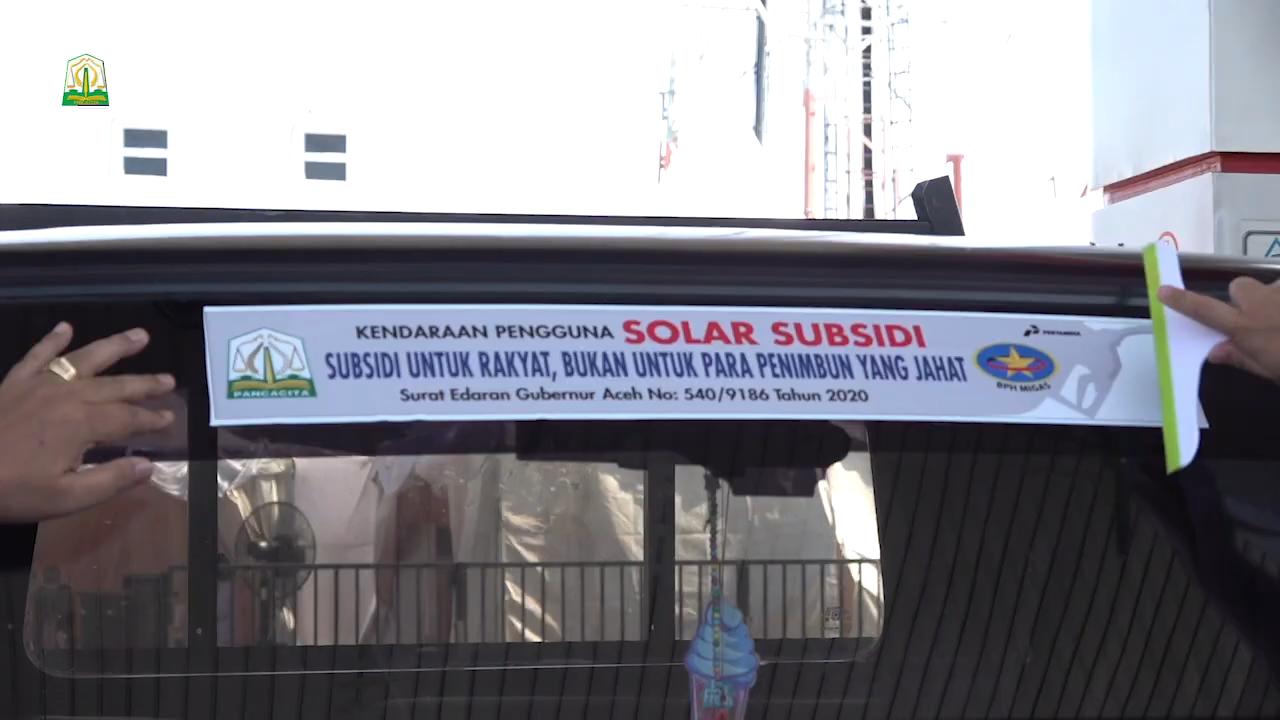 PANCACITA
KENDARAAN PENGGUNA SOLAR SUBSIDI
SUBSIDI UNTUK RAKYAT, BUKAN UNTUK PARA PENIMBUN YANG JAHAT
Surat Edaran Gubernur Aceh No: 540/9186 Tahun 2020
PANCACITA
PERTAMINA
BPH MIGAS